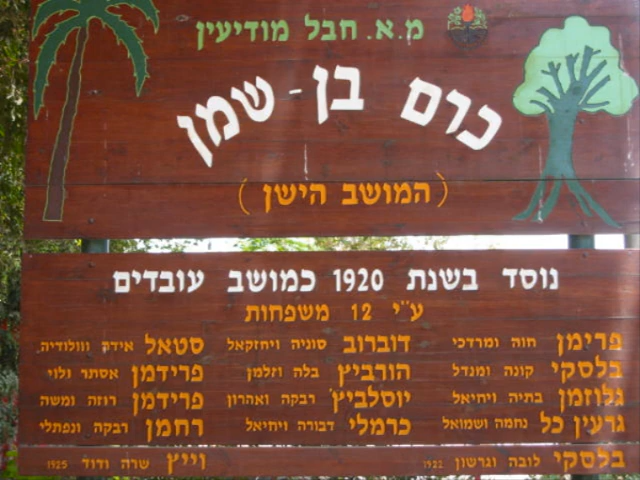 מ.א. חבל מודיעין
כרם בן-שמן
(המושב הישן)
נוסד בשנת 1920 כמושב עובדים
ע"י 12 משפחות
פרימן חוה ומרדכי דוברוב סוניה ויחזקאל סטאל אידה וולודיה
בלסקי קונה ומנדל הורביץ בלה וזלמן פרידמן אסתר ולוי
גלוזמן בתיה ויחיאל יוסלביץ רבקה ואהרון פרידמן רוזה ומשה
גרעין כל נחמה ושמואל כרמלי דבורה ויחיאל רחמן רבקה ונפתלי
בלסקי לובה וגרשון 1922 וייץ שרה ודוד 1925